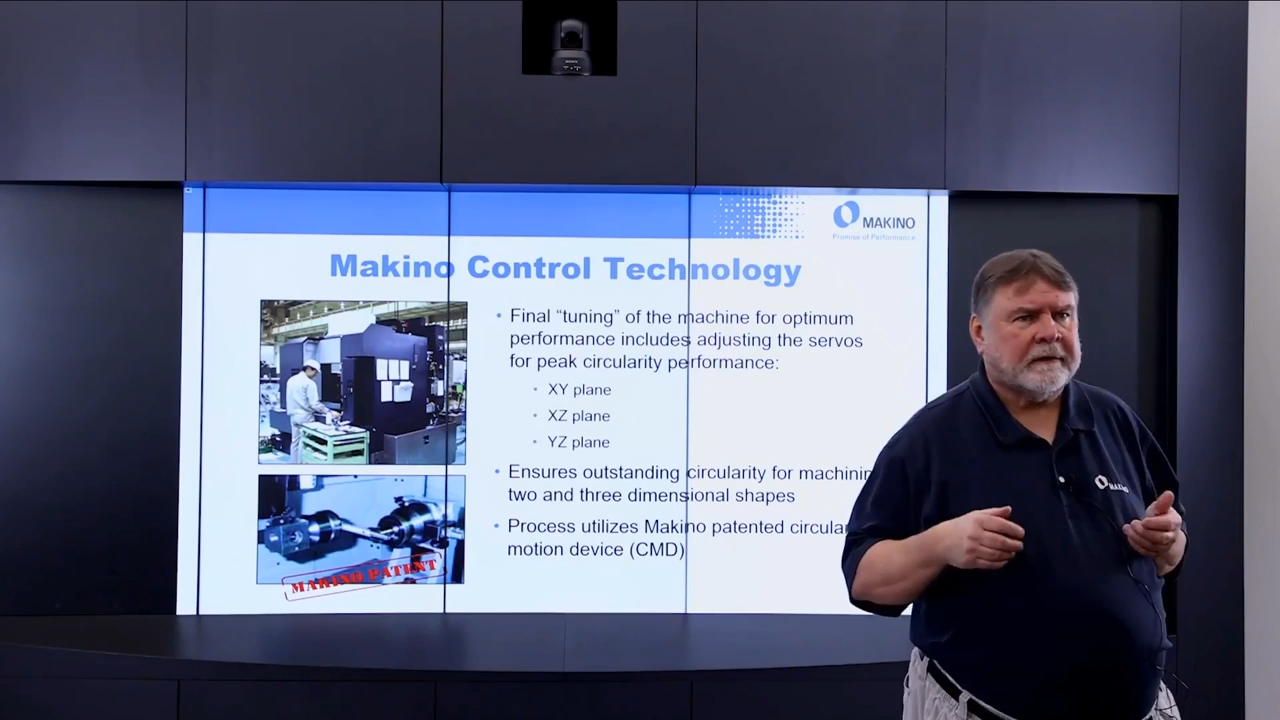 SONY
MAKINO
Promise of Performance
Makino Control Technology
• Final “tuning” of the machine for optimum
performance includes adjusting the servos
for peak circularity performance:
• XY plane
• XZ plane
• YZ plane
• Ensures outstanding circularity for machinin
two and three dimensional shapes
• Process utilizes Makino patented circula
motion device (CMD)
MAKINO PATENT
MAKINO